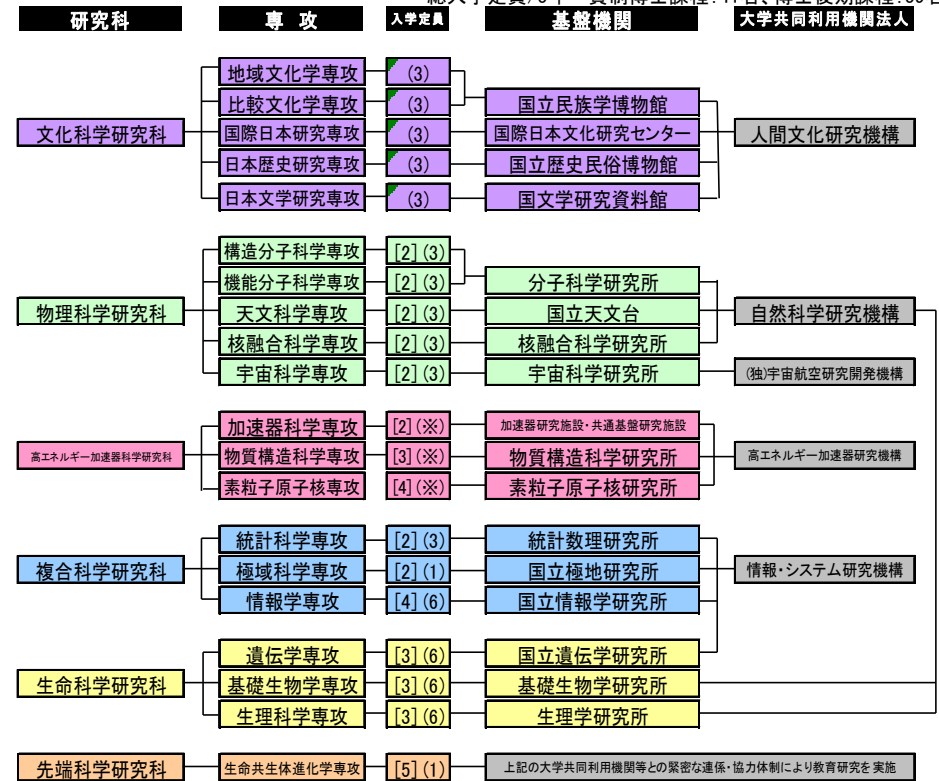 研究科 専攻 入学定員 基盤機関 大学共同利用機関法人
地域文化学専攻 (3)
比較文化学専攻 (3) 国立民族学博物館
文化科学研究科 国際日本研究専攻 (3) 国際日本文化研究センター 人間文化研究機構
日本歴史研究専攻 (3) 国立歴史民俗博物館
日本文学研究専攻 (3) 国文学研究資料館
構造分子科学専攻 [2](3)
機能分子科学専攻 [2](3) 分子科学研究所
物理科学研究科 天文科学専攻 [2](3) 国立天文台 自然科学研究機構
核融合科学専攻 [2](3) 核融合科学研究所
宇宙科学専攻 [2](3) 宇宙科学研究所 (独)宇宙航空研究開発機構
加速器科学専攻 [2](※) 加速器研究施設・共通基盤研究施設
高エネルギー加速器科学研究科 物質構造科学専攻 [3](※) 物質構造科学研究所 高エネルギー加速器研究機構
素粒子原子核専攻 [4](※) 素粒子原子核研究所
統計科学専攻 [2](3) 統計数理研究所
複合科学研究科 極域科学専攻 [2](1) 国立極地研究所 情報・システム研究機構
情報学専攻 [4](6) 国立情報学研究所
遺伝学専攻 [3](6) 国立遺伝学研究所
生命科学研究科 基礎生物学専攻 [3](6) 基礎生物学研究所
生理科学専攻 [3](6) 生理学研究所
先端科学研究科 生命共生体進化学専攻 [5](1) 上記の大学共同利用機関等との緊密な連係・協力体制により教育研究を実施